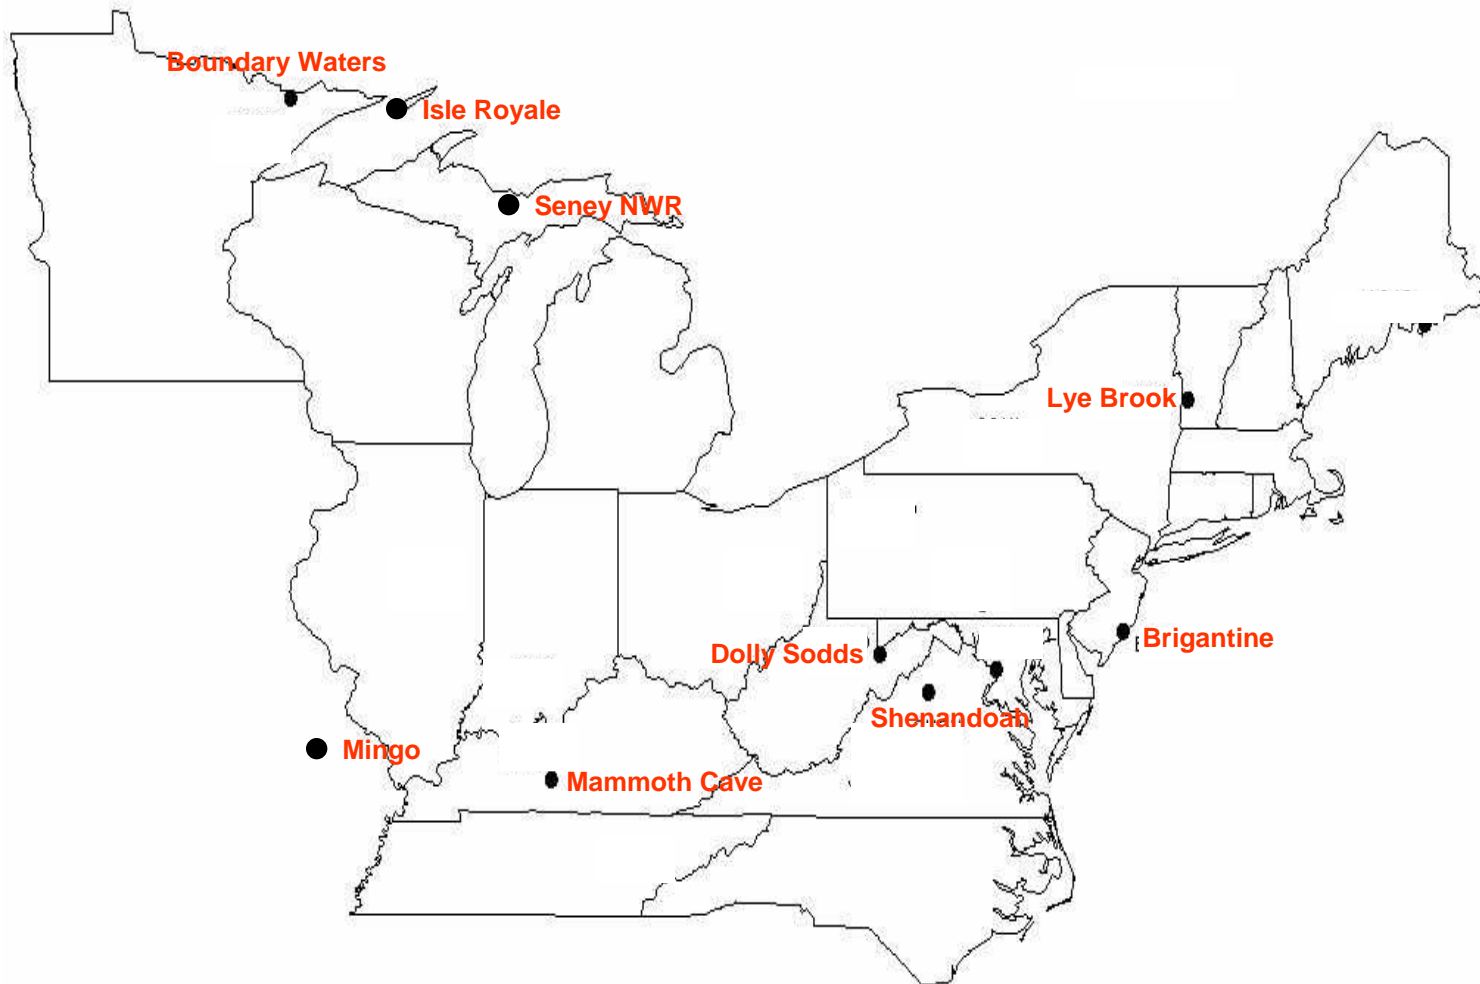 Boundary Waters
Isle Royale
Seney NWR
Lye Brook
Brigantine
Dolly Sodds
Shenandoah
Mingo
Mammoth Cave